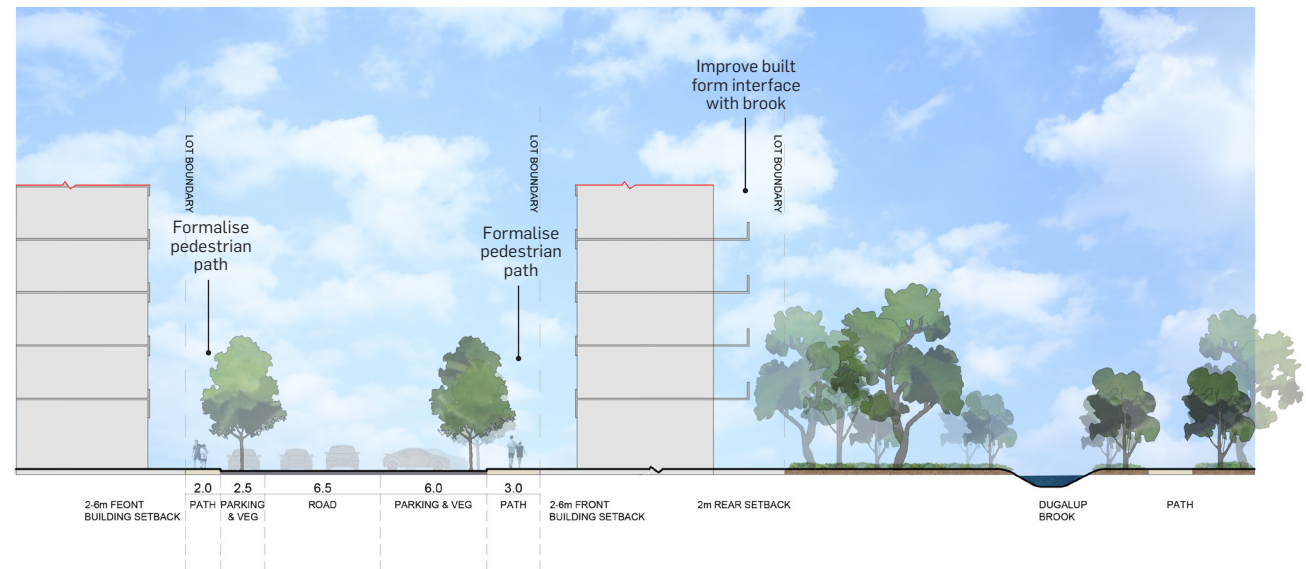 Improve built
form interface
with brook
LOT BOUNDARY
LOT BOUNDARY
LOT BOUNDARY
Formalise
pedestrian
path
Formalise
pedestrian
path
2.0
2.5
6.5
6.0
3.0
2-6m FEONT
BUILDING SETBACK
PATH
PARKING
& VEG
ROAD
PARKING & VEG
PATH
2-6m FRONT
BUILDING SETBACK
2m REAR SETBACK
DUGALUP
BROOK
PATH